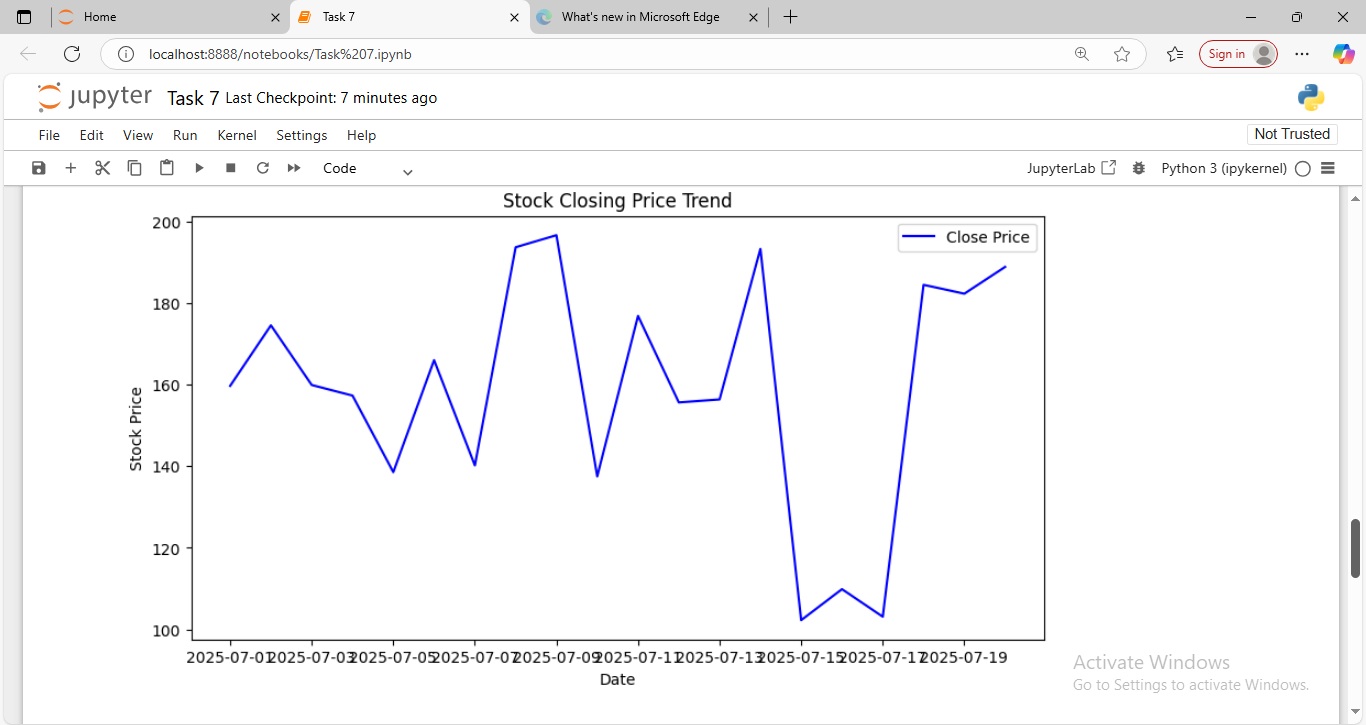 Home
Task 7
What's new in Microsoft Edge
localhost:8888/notebooks/Task%207.ipynb
Sign in
jupyter Task 7 Last Checkpoint: 7 minutes ago
File Edit View Run Kernel Settings Help
Not Trusted
Code
JupyterLab
Python 3 (ipykernel)
Stock Closing Price Trend
Close Price
Stock Price
200
180
160
140
120
100
2025-07-01 2025-07-03 2025-07-05 2025-07-07 2025-07-09 2025-07-11 2025-07-13 2025-07-15 2025-07-17 2025-07-19
Date
Activate Windows
Go to Settings to activate Windows.